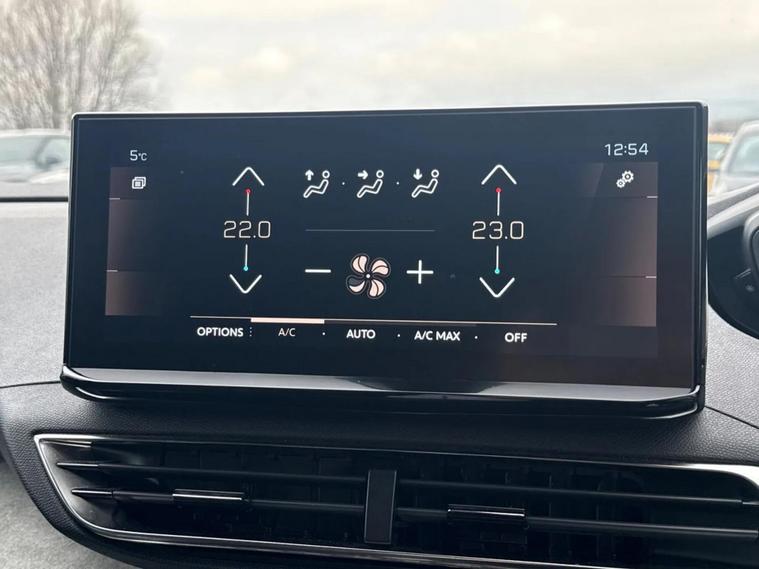 5°C
12:54
22.0
23.0
OPTIONS A/C AUTO A/C MAX OFF